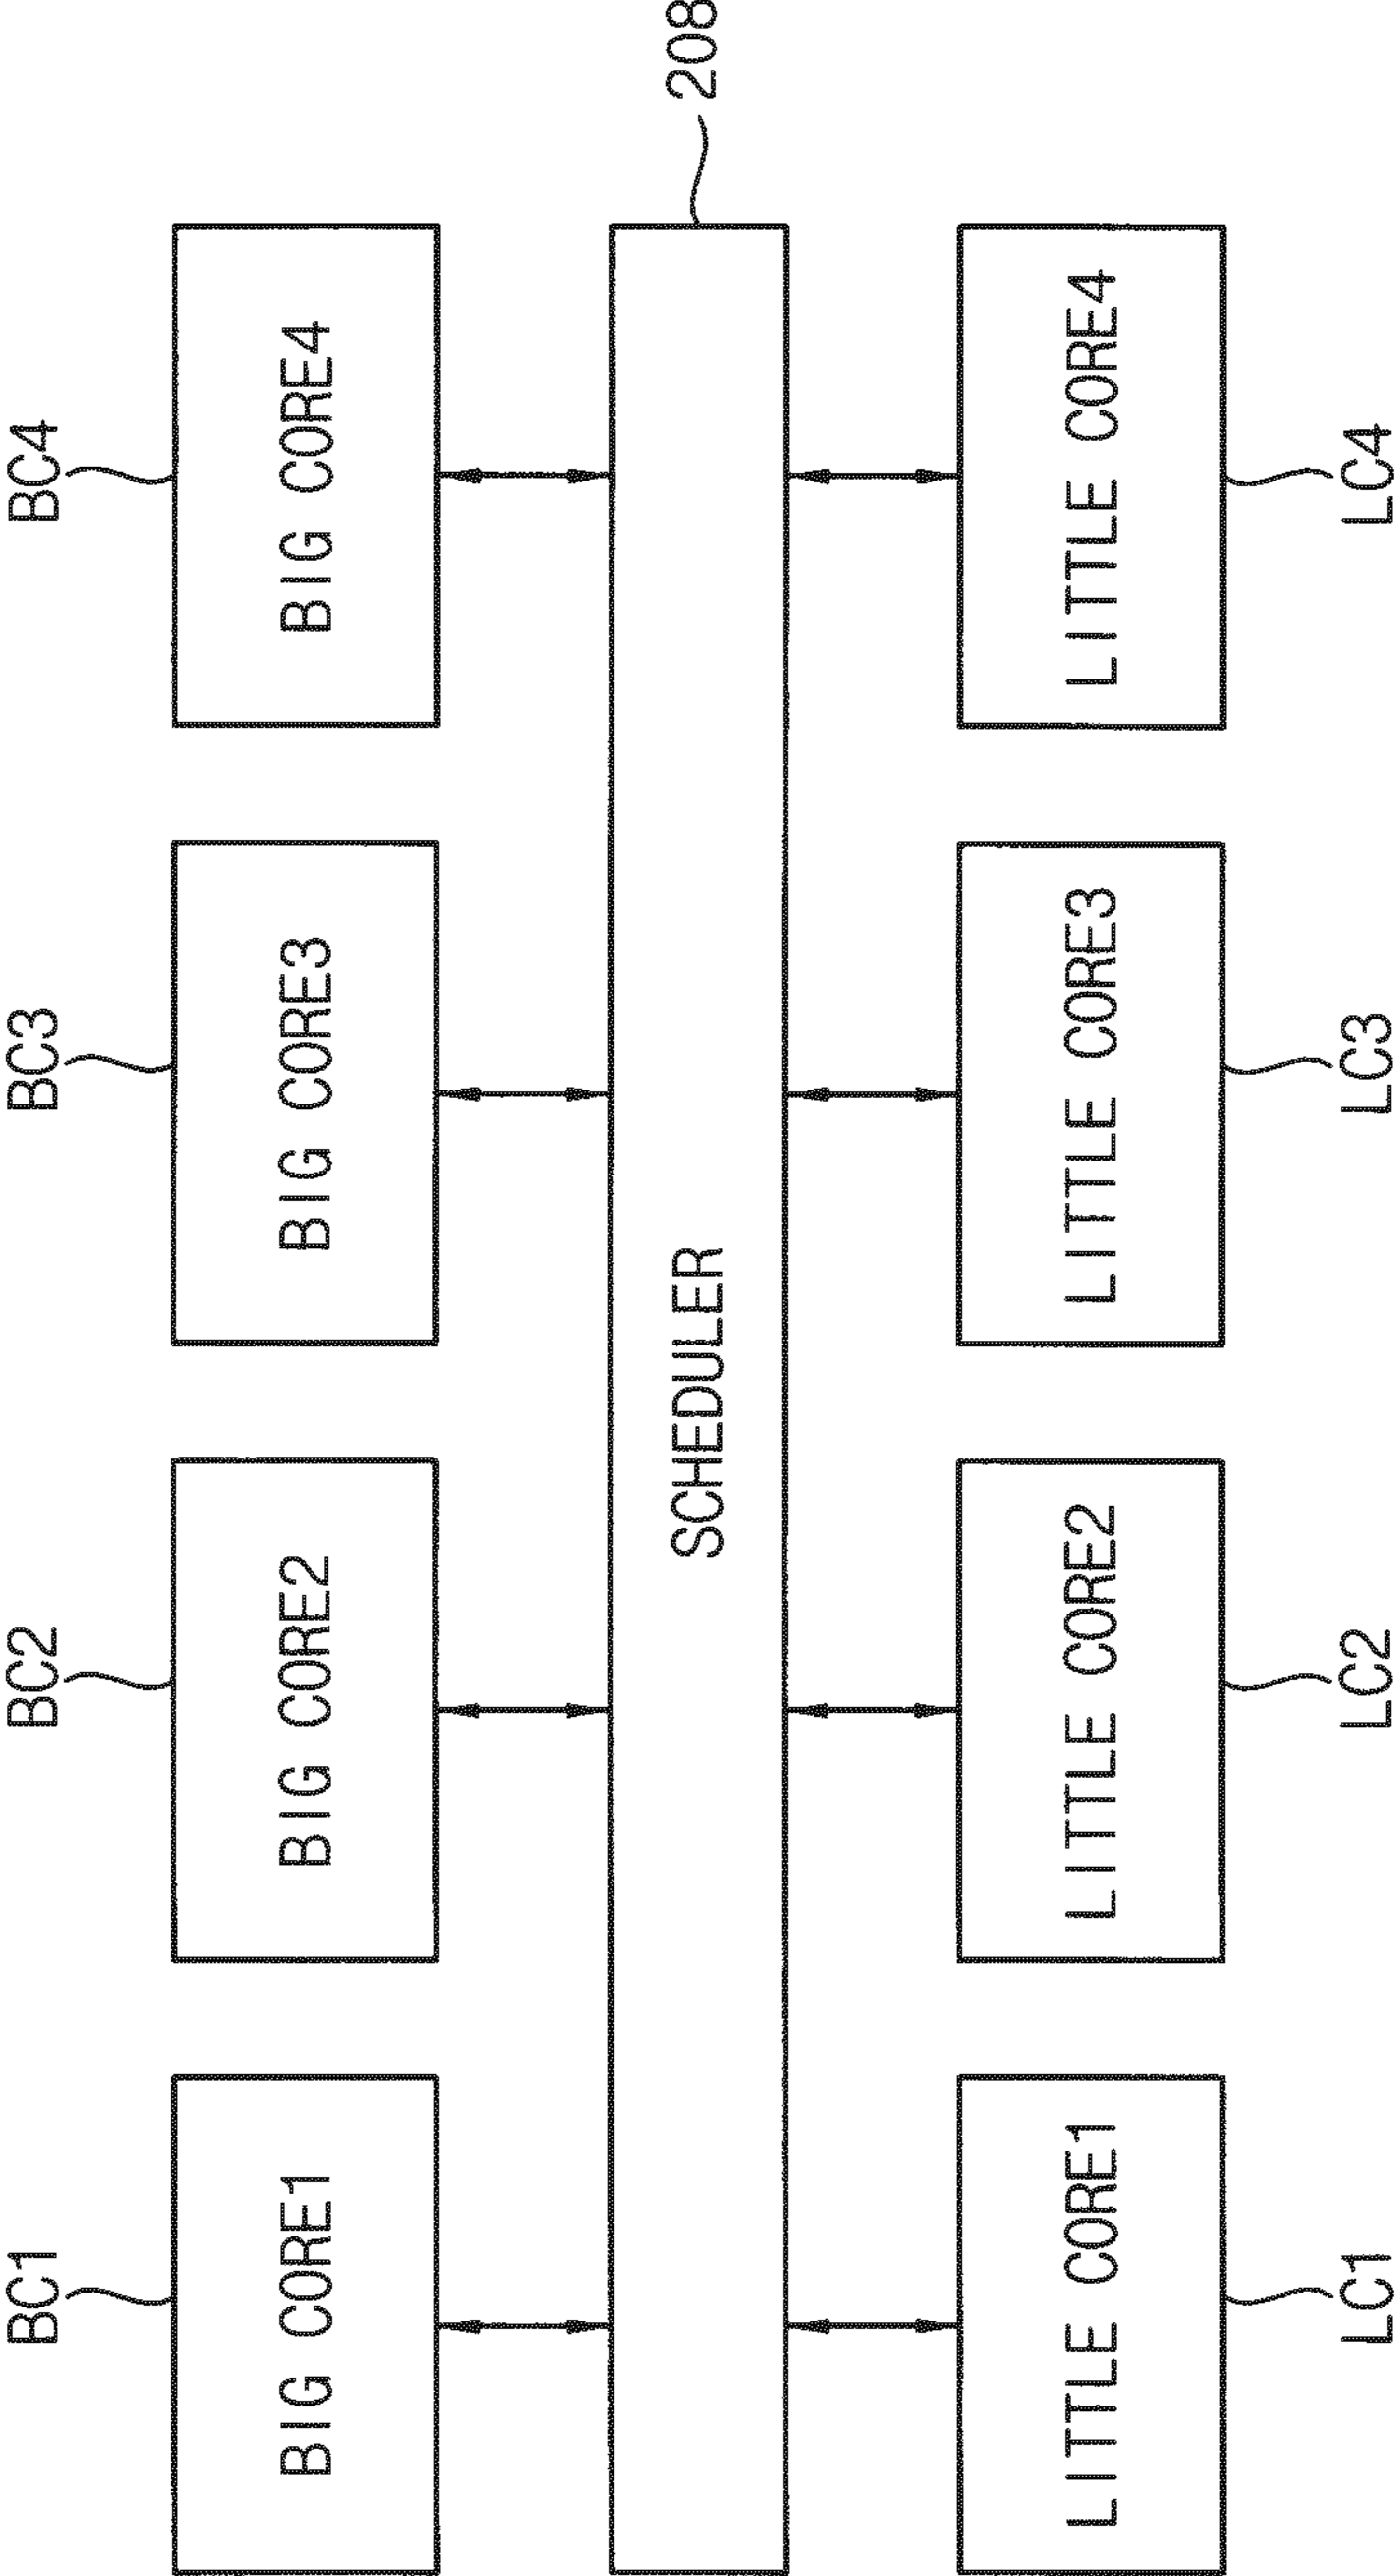 BC1
BC2
BC3
BC4
BIG CORE1
BIG CORE2
BIG CORE3
BIG CORE4
SCHEDULER
208
LITTLE CORE1
LITTLE CORE2
LITTLE CORE3
LITTLE CORE4
LC1
LC2
LC3
LC4